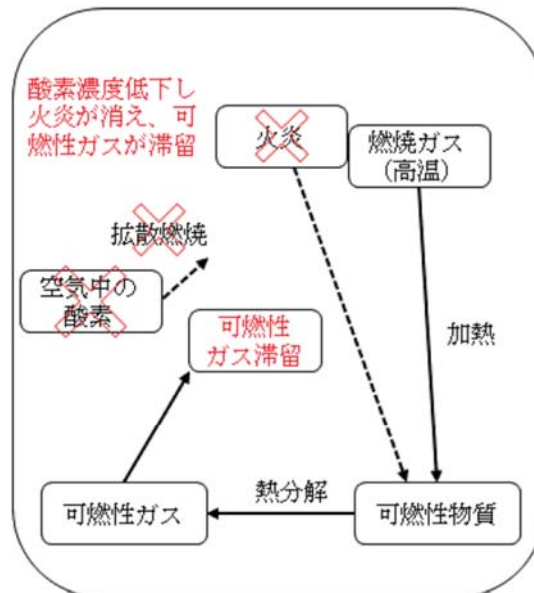 酸素濃度低下し
火炎が消え、可
燃性ガスが滞留
火炎
燃焼ガス
(高温)
拡散燃焼
空気中の
酸素
可燃性
ガス滞留
加熱
可燃性ガス
熱分解
可燃性物質